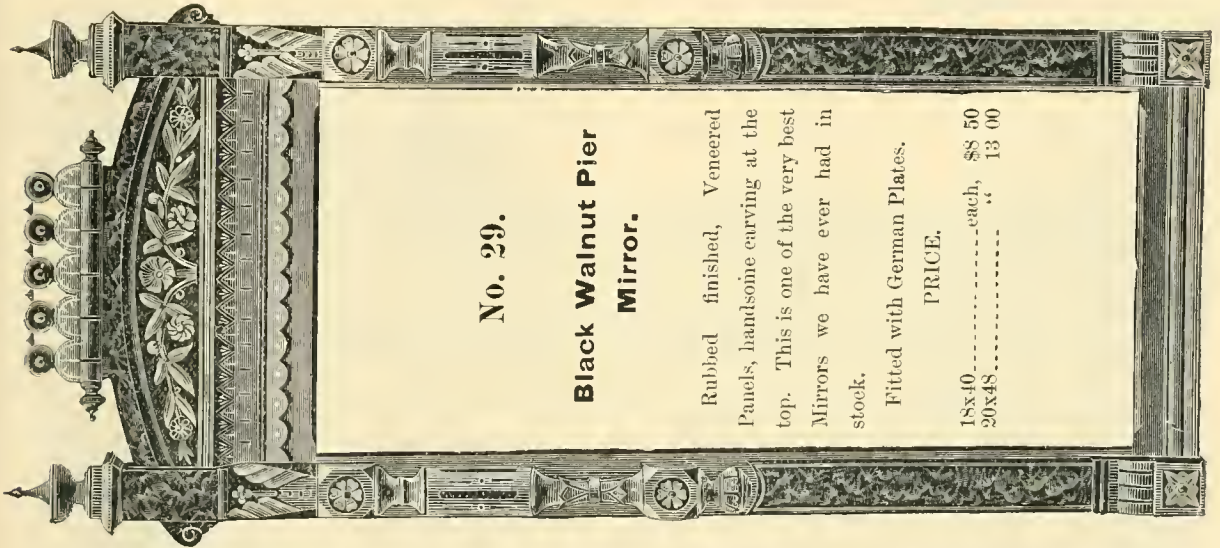 No. 29.
Black Walnut Pier
Mirror.
Rubbed finished, Veneered
Panels, handsome carving at the
top. This is one of the very best
Mirrors we have ever had in
stock.
Fitted with German Plates.
PRICE.
18x40--------------each, $8 50
20x48-------------- “ 13 00